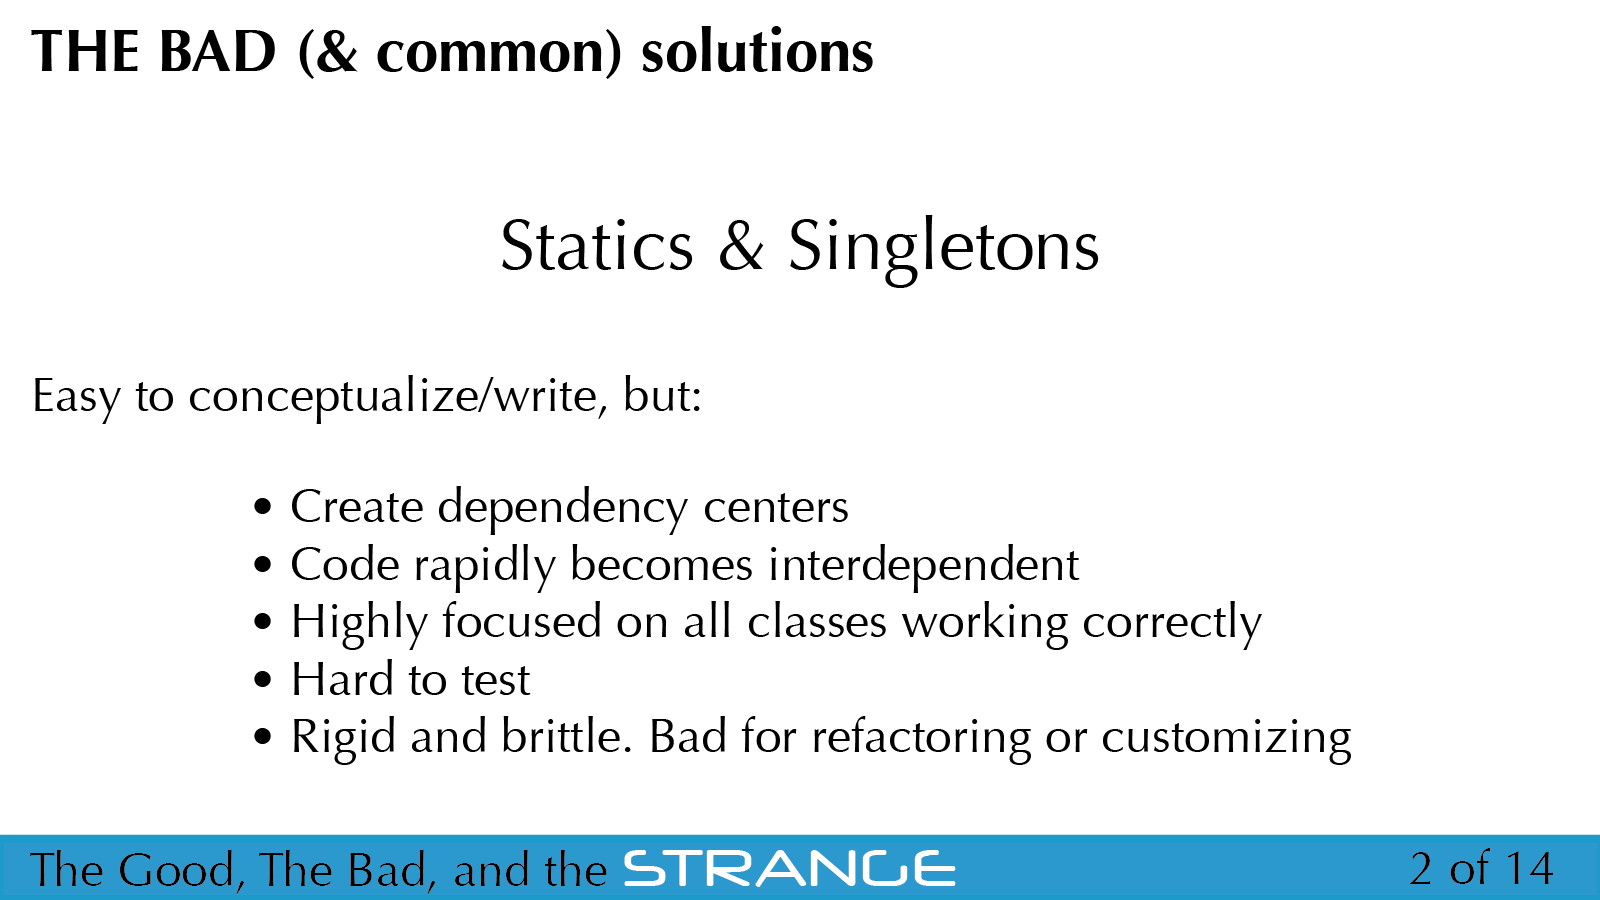 THE BAD (& common) solutions
Statics & Singletons
Easy to conceptualize/write, but:
• Create dependency centers
• Code rapidly becomes interdependent
• Highly focused on all classes working correctly
• Hard to test
• Rigid and brittle. Bad for refactoring or customizing
The Good, The Bad, and the STRANGE
2 of 14